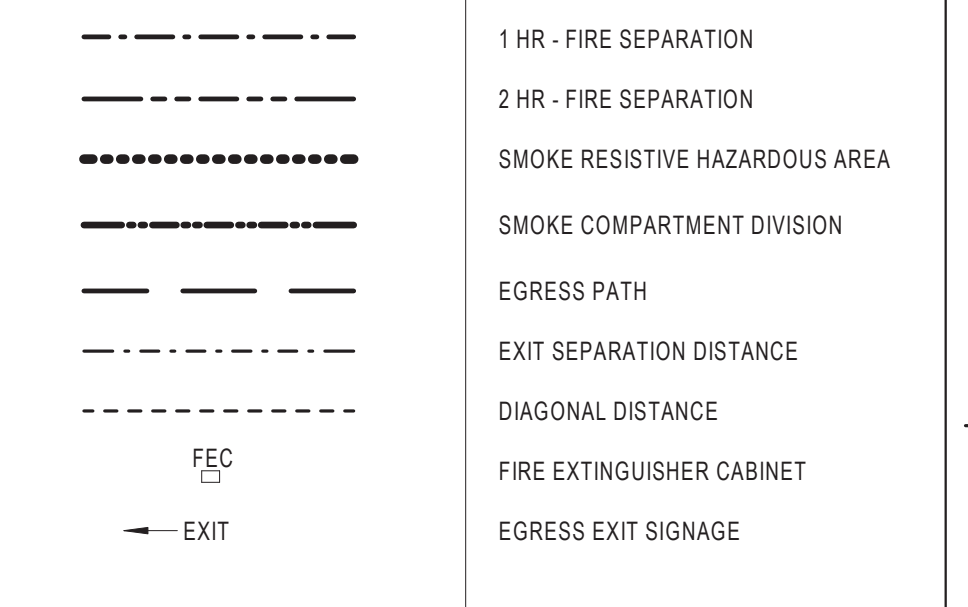 1 HR - FIRE SEPARATION
2 HR - FIRE SEPARATION
SMOKE RESISTIVE HAZARDOUS AREA
SMOKE COMPARTMENT DIVISION
EGRESS PATH
EXIT SEPARATION DISTANCE
DIAGONAL DISTANCE
FEC
FIRE EXTINGUISHER CABINET
EXIT
EGRESS EXIT SIGNAGE